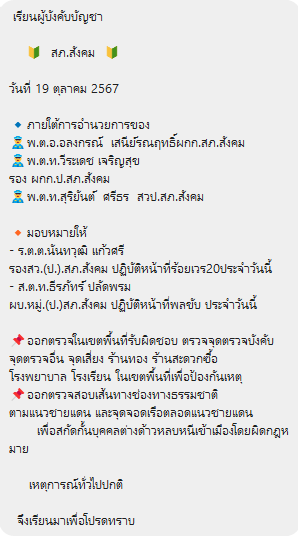 เรียนผู้บังคับบัญชา
🔰 สภ.สังคม 🔰
วันที่ 19 ตุลาคม 2567
🔹ภายใต้การอำนวยการของ
👮พ.ต.อ.อลงกรณ์ เสนีย์รณฤทธิ์ผกก.สภ.สังคม
👮พ.ต.ท.วีระเดช เจริญสุข
รอง ผกก.ป.สภ.สังคม
👮พ.ต.ท.สุริยันต์ ศรีธร สวป.สภ.สังคม
🔸มอบหมายให้
- ร.ต.ต.นันทวุฒิ แก้วศรี
รองสว.(ป.).สภ.สังคม ปฏิบัติหน้าที่ร้อยเวร20ประจำวันนี้
- ส.ต.ท.ธีรภัทร์ ปลัดพรม
ผบ.หมู่.(ป.)สภ.สังคม ปฏิบัติหน้าที่พลขับ ประจำวันนี้
📌ออกตรวจในเขตพื้นที่รับผิดชอบ ตรวจจุดตรวจบังคับ
จุดตรวจอื่น จุดเสี่ยง ร้านทอง ร้านสะดวกซื้อ
โรงพยาบาล โรงเรียน ในเขตพื้นที่เพื่อป้องกันเหตุ
📌ออกตรวจสอบเส้นทางช่องทางธรรมชาติ
ตามแนวชายแดน และจุดจอดเรือตลอดแนวชายแดน
เพื่อสกัดกั้นบุคคลต่างด้าวหลบหนีเข้าเมืองโดยผิดกฎห
มาย
เหตุการณ์ทั่วไปปกติ
จึงเรียนมาเพื่อโปรดทราบ